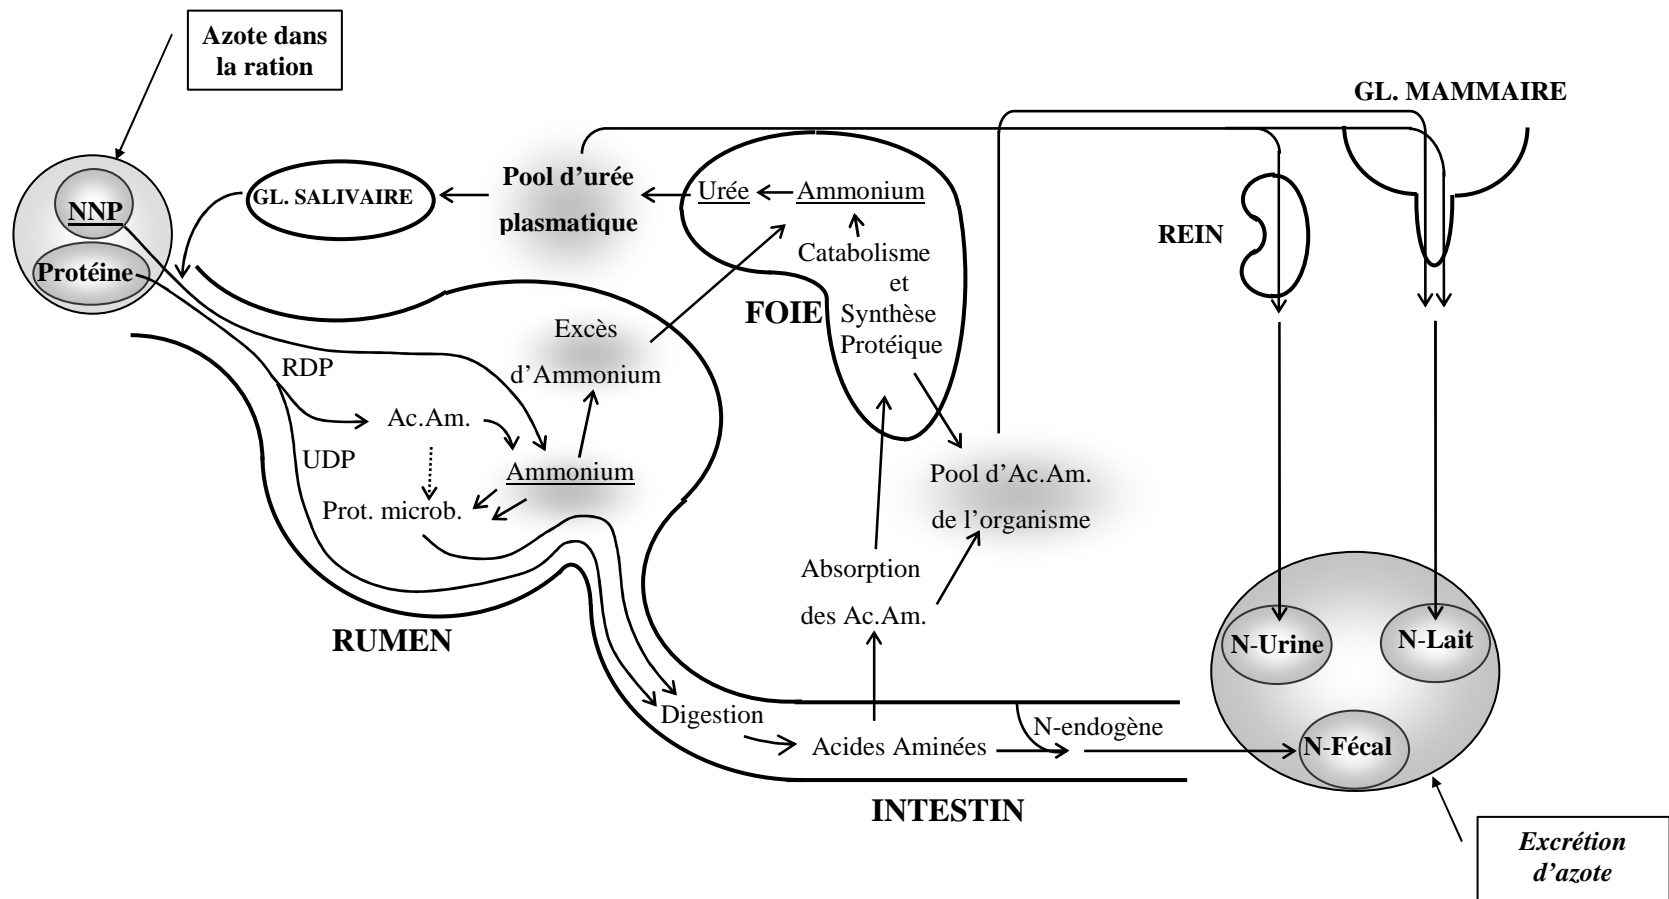 Azote dans
la ration
GL. MAMMAIRE
NNP
Protéine
GL. SALIVAIRE
Pool d’urée
plasmatique
Urée
Ammonium
Catabolisme
et
Synthèse
Protéique
FOIE
REIN
Excès
d’Ammonium
RDP
Ac.Am.
UDP
Ammonium
Prot. microb.
Pool d’Ac.Am.
de l’organisme
Absorption
des Ac.Am.
RUMEN
N-Urine
N-Lait
Digestion
Acides Aminées
N-endogène
N-Fécal
INTESTIN
Excrétion
d’azote